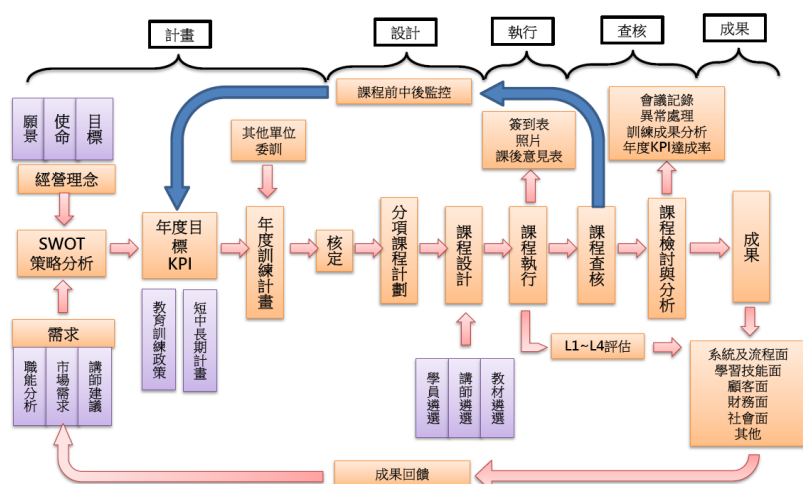 計畫
設計
執行
查核
成果
課程前中後監控
願景
使命
目標
經營理念
其他單位
委訓
簽到表
照片
課後意見表
會議記錄
異常處理
訓練成果分析
年度KPI達成率
SWOT
策略分析
年度目
標
KPI
年度訓練計畫
核定
分項課程計劃
課程設計
課程執行
課程查核
課程檢討與分析
成果
教育訓練政策
短中長期計畫
需求
職能分析
市場需求
講師建議
學員遴選
講師遴選
教材遴選
L1~L4評估
系統及流程面
學習技能面
顧客面
財務面
社會面
其他
成果回饋